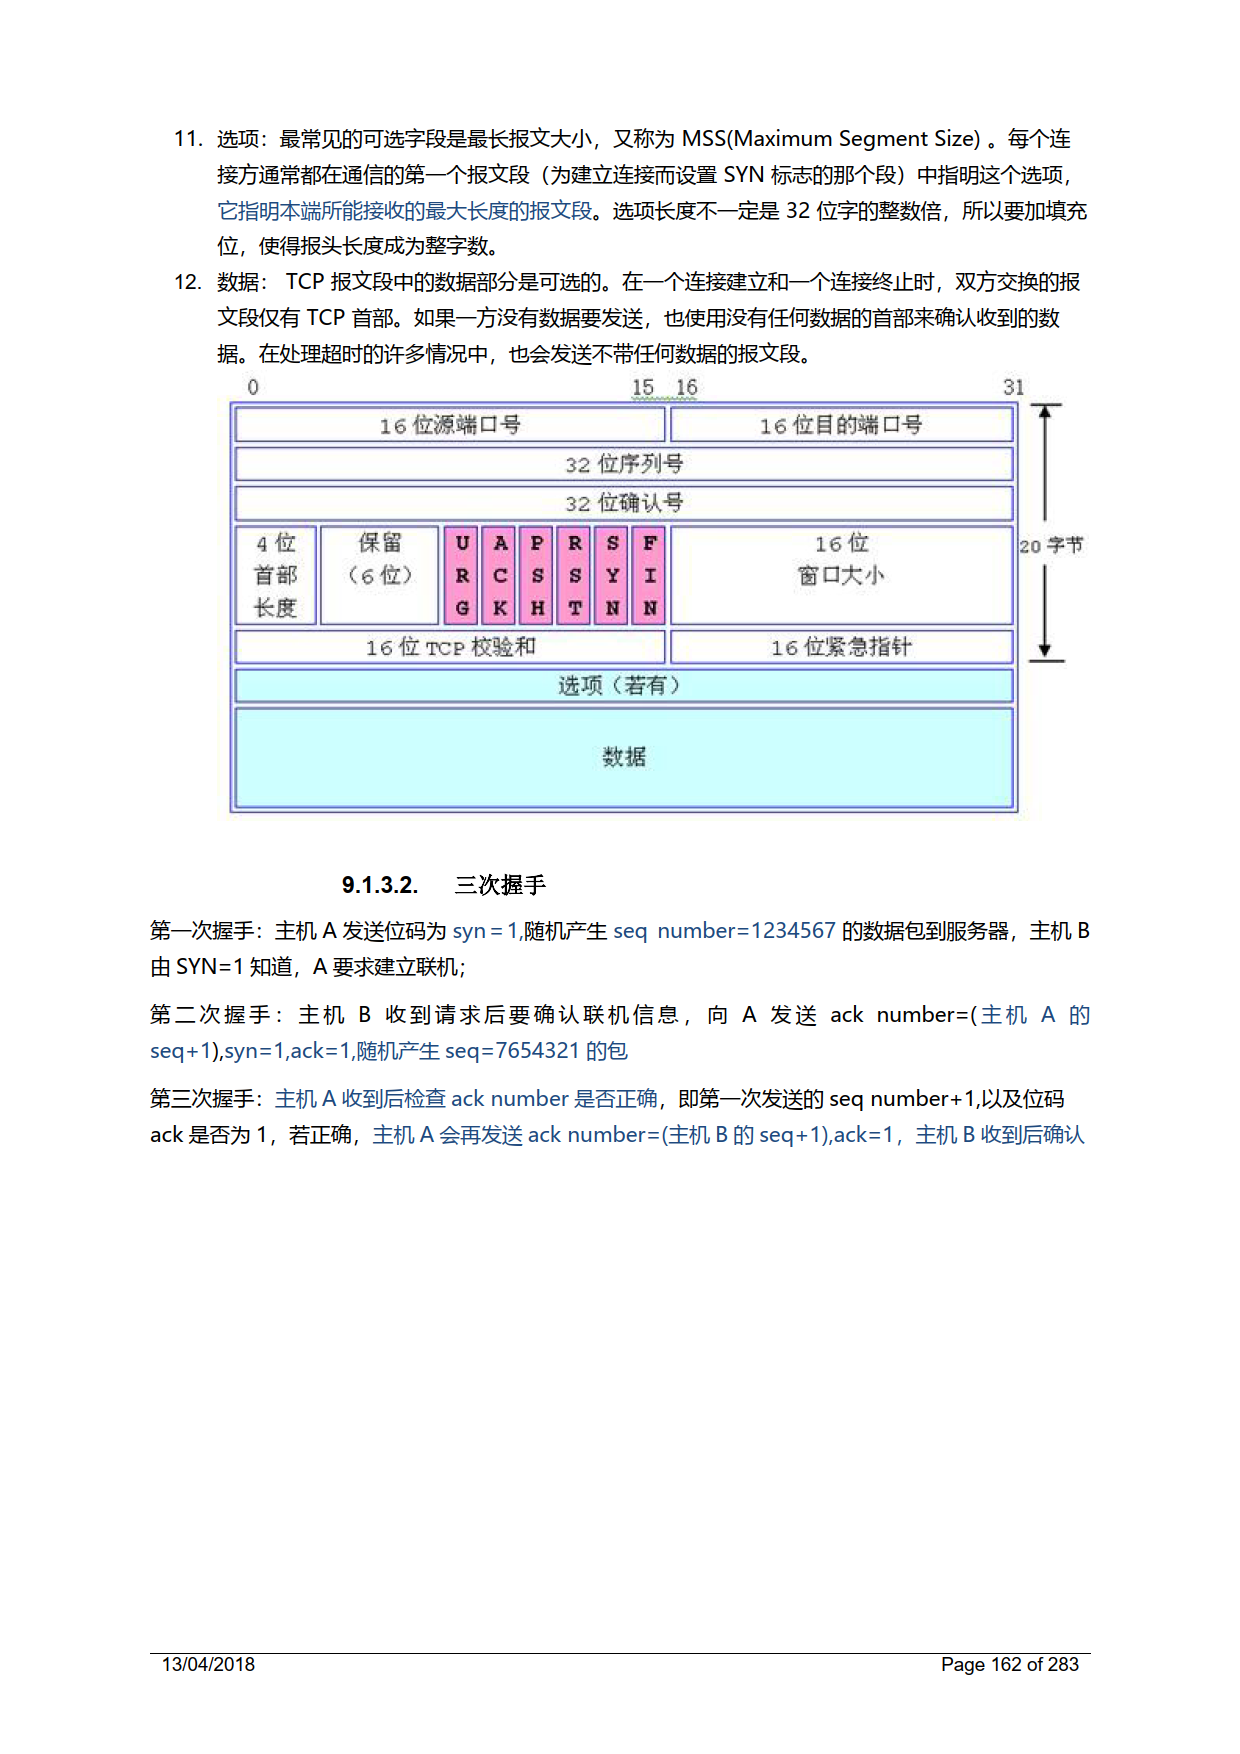 11. 选项：最常见的可选字段是最长报文大小，又称为 MSS(Maximum Segment Size) 。每个连
接方通常都在通信的第一个报文段（为建立连接而设置 SYN 标志的那个段）中指明这个选项，
它指明本端所能接收的最大长度的报文段。选项长度不一定是 32 位字的整数倍，所以要加填充
位，使得报头长度成为整字数。
12. 数据： TCP 报文段中的数据部分是可选的。在一个连接建立和一个连接终止时，双方交换的报
文段仅有 TCP 首部。如果一方没有数据要发送，也使用没有任何数据的首部来确认收到的数
据。在处理超时的许多情况中，也会发送不带任何数据的报文段。
0 15 16 31
16 位源端口号 16 位目的端口号
32 位序列号
32 位确认号
4 位 首部 长度 保留 （6 位） URG ACK PSH RST SYN FIN 16 位 窗口大小 20 字节
16 位 TCP 校验和 16 位紧急指针
选项（若有）
数据
9.1.3.2. 三次握手
第一次握手：主机 A 发送位码为 syn＝1,随机产生 seq number=1234567 的数据包到服务器，主机 B
由 SYN=1 知道，A 要求建立联机；
第二次握手：主机 B 收到请求后要确认联机信息，向 A 发送 ack number=(主机 A 的
seq+1),syn=1,ack=1,随机产生 seq=7654321 的包
第三次握手：主机 A 收到后检查 ack number 是否正确，即第一次发送的 seq number+1,以及位码
ack 是否为 1，若正确，主机 A 会再发送 ack number=(主机 B 的 seq+1),ack=1，主机 B 收到后确认
13/04/2018 Page 162 of 283